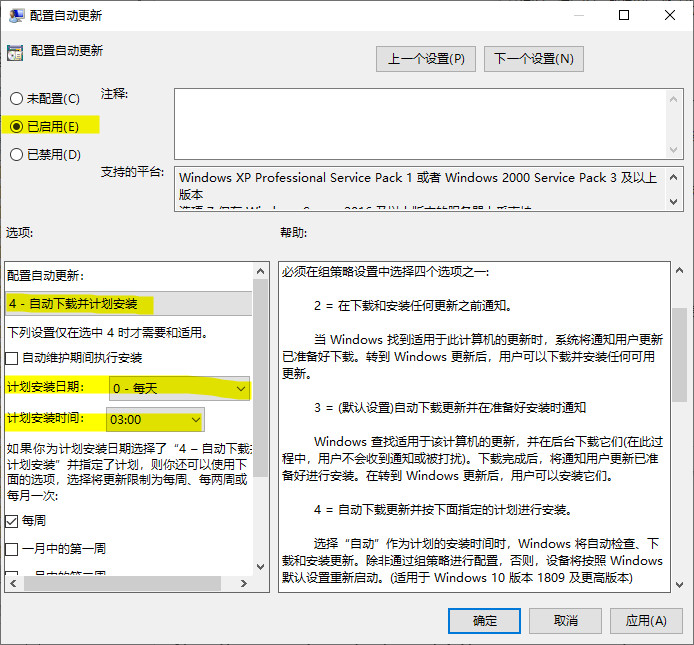 配置自动更新
配置自动更新
上一个设置(P)
下一个设置(N)
未配置(C)
注释:
已启用(E)
已禁用(D)
支持的平台:
Windows XP Professional Service Pack 1 或者 Windows 2000 Service Pack 3 及以上
版本
选项:
帮助:
配置自动更新:
4 - 自动下载并计划安装
下列设置仅在选中 4 时才需要和适用。
自动维护期间执行安装
计划安装日期:
0 - 每天
计划安装时间:
03:00
如果你为计划安装日期选择了“4 – 自动下载并
计划安装”并指定了计划，则你还可以使用下
面的选项，选择将更新限制为每周、每两周或
每月一次:
每周
一月中的第一周
必须在组策略设置中选择四个选项之一:
2 = 在下载和安装任何更新之前通知。
当 Windows 找到适用于此计算机的更新时，系统将通知用户更新
已准备好下载。转到 Windows 更新后，用户可以下载并安装任何可用
更新。
3 = (默认设置)自动下载更新并在准备好安装时通知
Windows 查找适用于该计算机的更新，并在后台下载它们(在此过
程中，用户不会收到通知或被打扰)。下载完成后，将通知用户更新已准
备好进行安装。在转到 Windows 更新后，用户可以安装它们。
4 = 自动下载更新并按下面指定的计划进行安装。
选择“自动”作为计划的安装时间时，Windows 将自动检查、下
载和安装更新。除非通过组策略进行配置，否则，设备将按照 Windows
默认设置重新启动。(适用于 Windows 10 版本 1809 及更高版本)
确定
取消
应用(A)